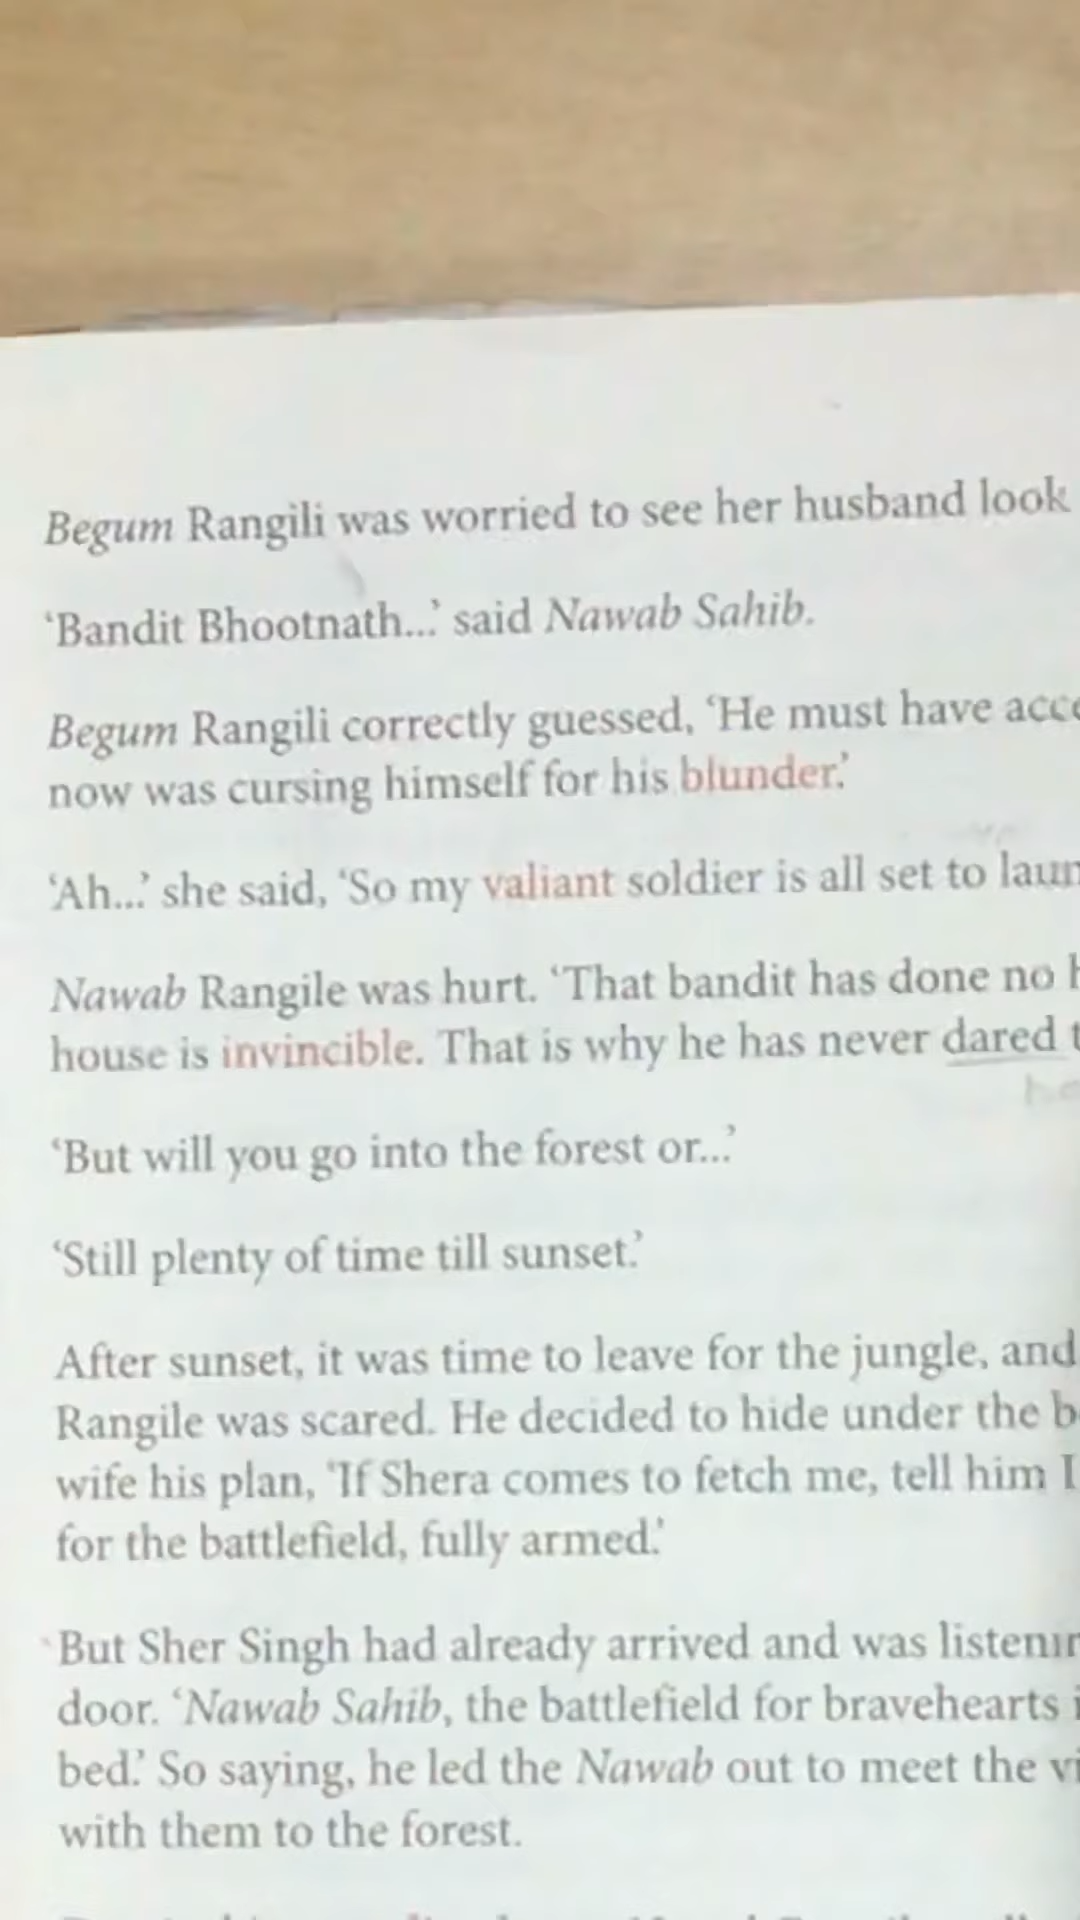 Begum Rangili was worried to see her husband look
‘Bandit Bhootnath...’ said Nawab Sahib.
Begum Rangili correctly guessed, ‘He must have
now was cursing himself for his blunder.’
‘Ah...’ she said, ‘So my valiant soldier is all set to
Nawab Rangile was hurt. ‘That bandit has done no
house is invincible. That is why he has never dared
‘But will you go into the forest or...’
‘Still plenty of time till sunset.’
After sunset, it was time to leave for the jungle, and
Rangile was scared. He decided to hide under the
wife his plan, ‘If Shera comes to fetch me, tell him I
for the battlefield, fully armed.’
But Sher Singh had already arrived and was
door. ‘Nawab Sahib, the battlefield for bravehearts
bed.’ So saying, he led the Nawab out to meet the
with them to the forest.